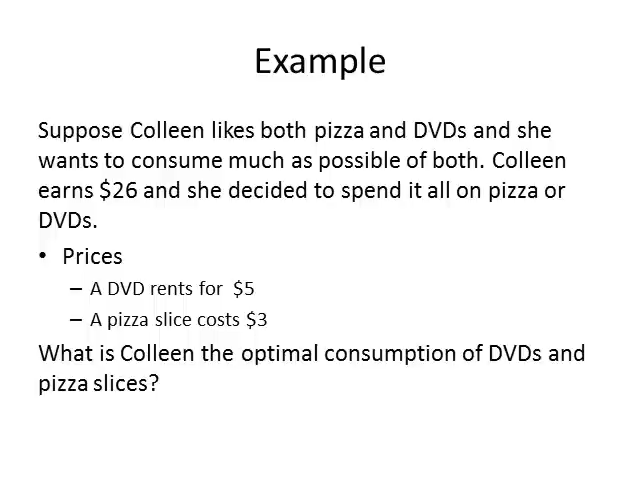 Example
Suppose Colleen likes both pizza and DVDs and she
wants to consume much as possible of both. Colleen
earns $26 and she decided to spend it all on pizza or
DVDs.
• Prices
– A DVD rents for $5
– A pizza slice costs $3
What is Colleen the optimal consumption of DVDs and
pizza slices?